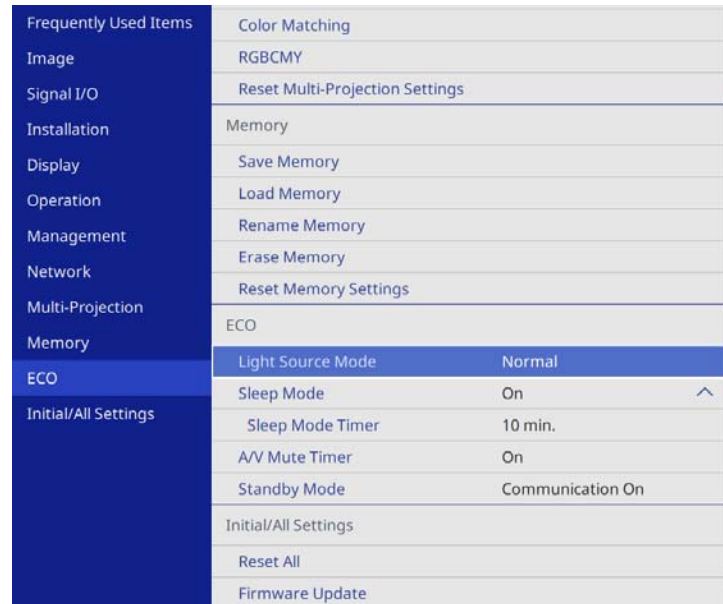 Frequently Used Items
Image
Signal I/O
Installation
Display
Operation
Management
Network
Multi-Projection
Memory
ECO
Initial/All Settings
Color Matching
RGBCMY
Reset Multi-Projection Settings
Memory
Save Memory
Load Memory
Rename Memory
Erase Memory
Reset Memory Settings
ECO
Light Source Mode Normal
Sleep Mode On
Sleep Mode Timer 10 min.
A/V Mute Timer On
Standby Mode Communication On
Initial/All Settings
Reset All
Firmware Update